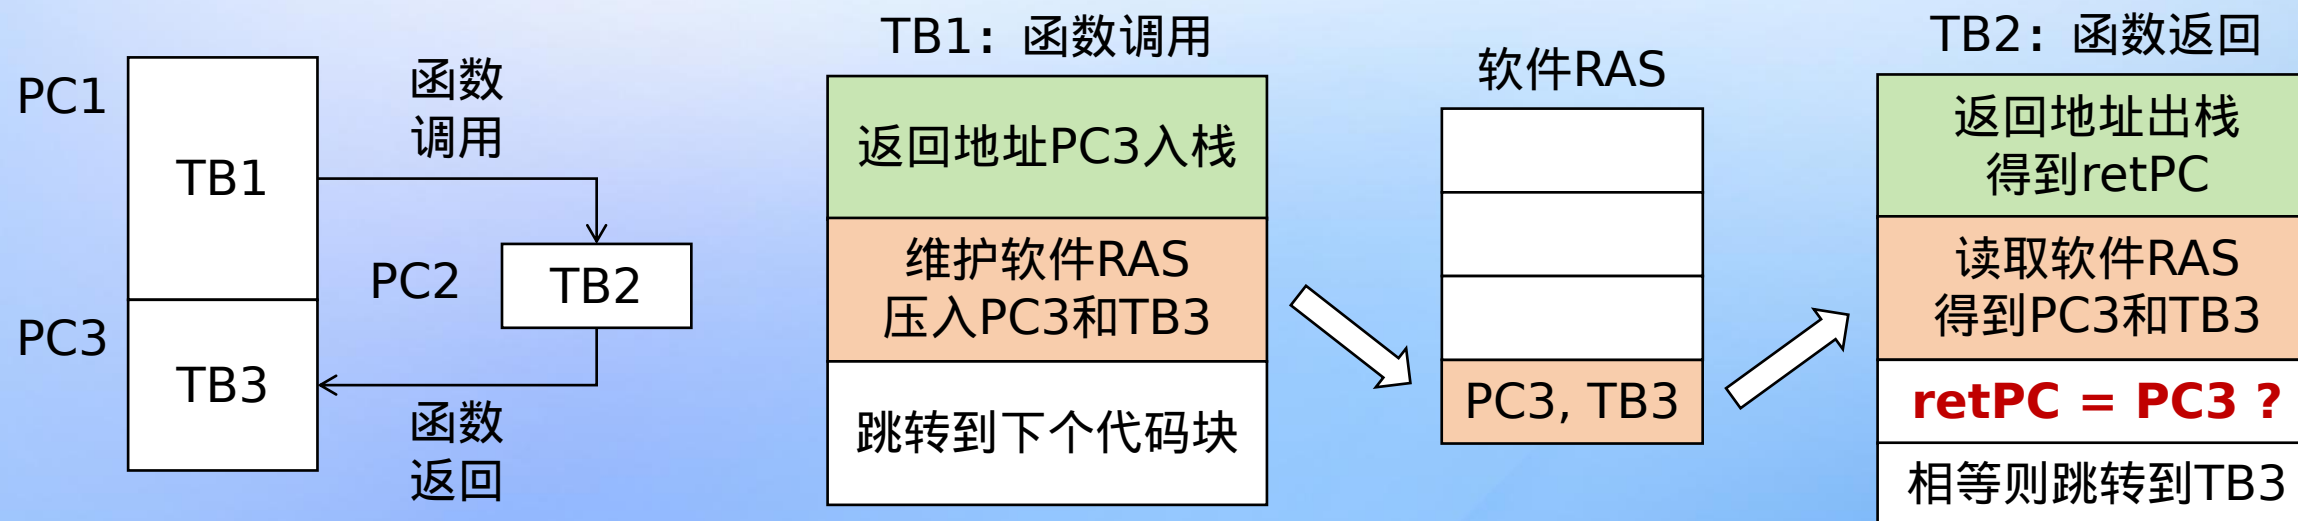 PC1
TB1
函数
调用
PC2
TB2
PC3
TB3
函数
返回
TB1：函数调用
返回地址PC3入栈
维护软件RAS
压入PC3和TB3
跳转到下个代码块
软件RAS
PC3, TB3
TB2：函数返回
返回地址出栈
得到retPC
读取软件RAS
得到PC3和TB3
retPC = PC3 ?
相等则跳转到TB3